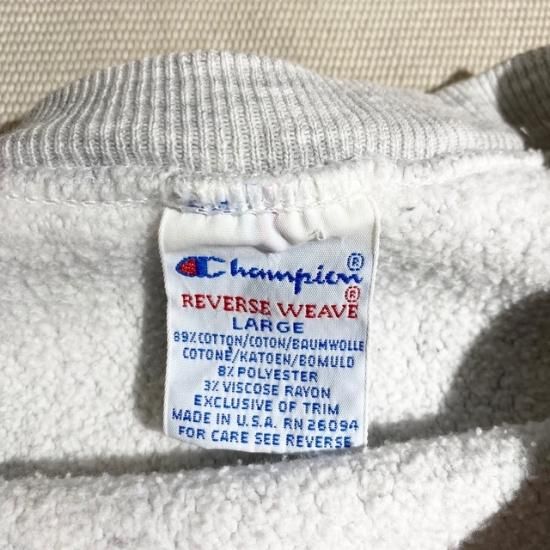 Champion®
REVERSE WEAVE®
LARGE
89% COTTON/COTON/BAUMWOLLE
COTONE/KATOEN/BOMULD
8% POLYESTER
3% VISCOSE RAYON
EXCLUSIVE OF TRIM
MADE IN U.S.A. RN 26094
FOR CARE SEE REVERSE